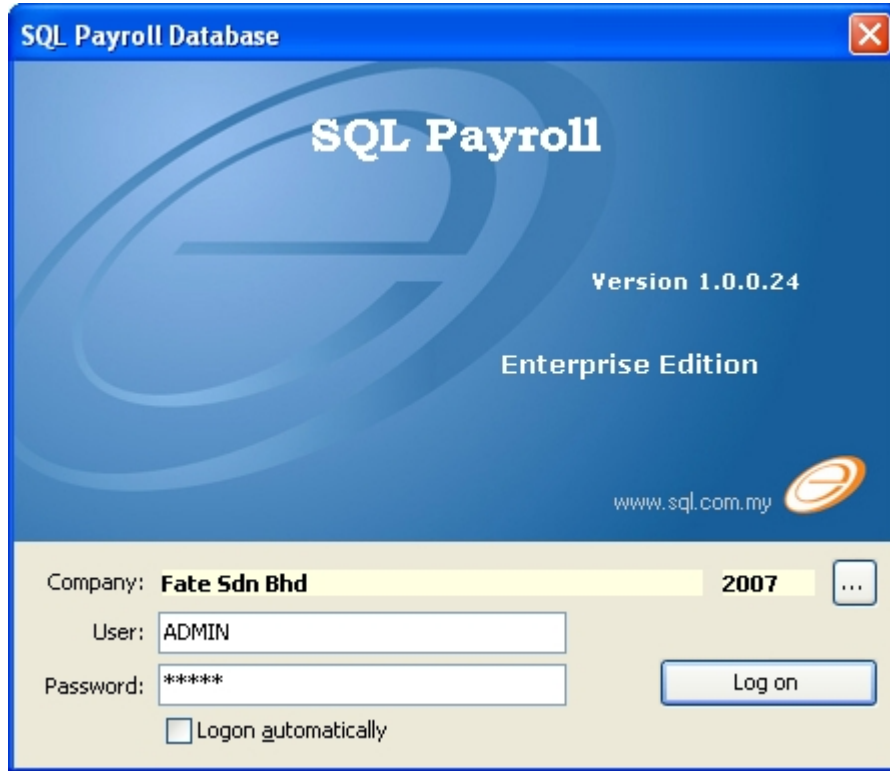 SQL Payroll Database
SQL Payroll
Version 1.0.0.24
Enterprise Edition
www.sql.com.my
Company: Fate Sdn Bhd 2007 ...
User: ADMIN
Password: *****
Log on
Logon automatically